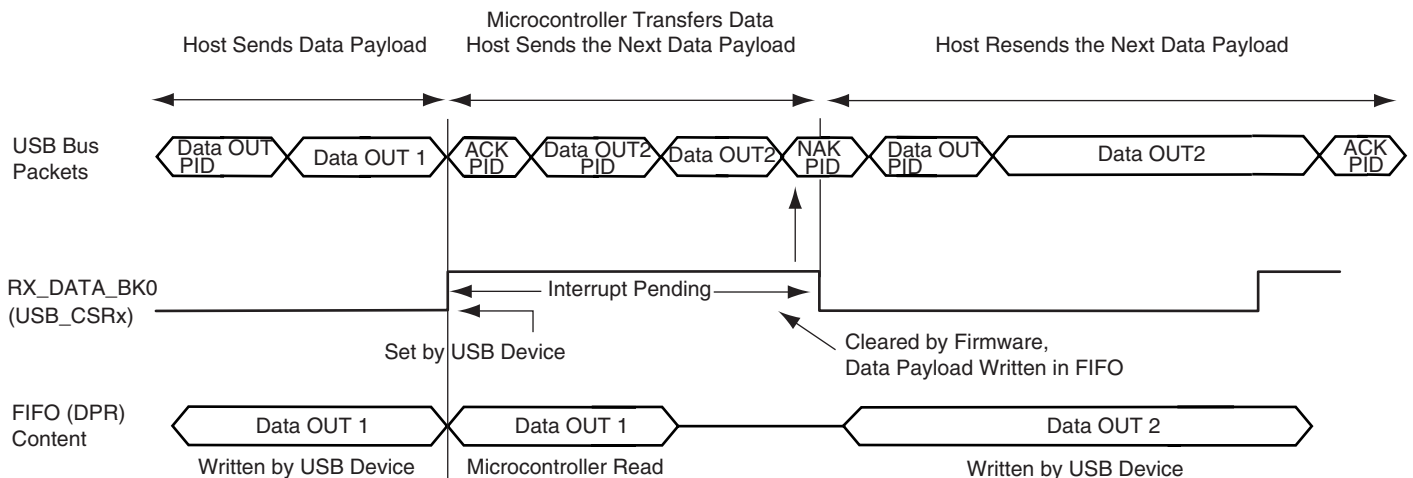 Microcontroller Transfers Data
Host Sends Data Payload
Host Sends the Next Data Payload
Host Resends the Next Data Payload
USB Bus
Packets
Data OUT
PID
Data OUT 1
ACK
PID
Data OUT2
PID
Data OUT2
NAK
PID
Data OUT
PID
Data OUT2
ACK
PID
RX_DATA_BK0
(USB_CSRx)
Interrupt Pending
Set by USB Device
Cleared by Firmware,
Data Payload Written in FIFO
FIFO (DPR)
Content
Data OUT 1
Data OUT 1
Data OUT 2
Written by USB Device
Microcontroller Read
Written by USB Device